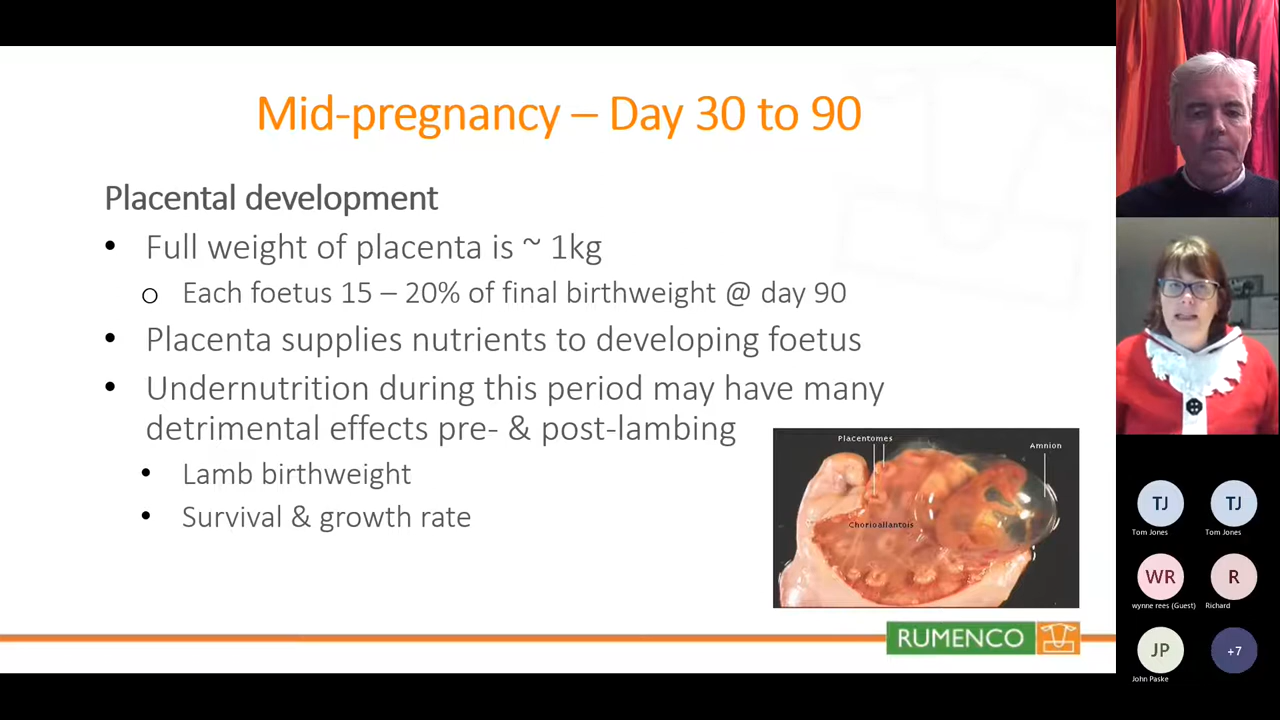 Mid-pregnancy – Day 30 to 90
Placental development
• Full weight of placenta is ~ 1kg
o Each foetus 15 – 20% of final birthweight @ day 90
• Placenta supplies nutrients to developing foetus
• Undernutrition during this period may have many
detrimental effects pre- & post-lambing
• Lamb birthweight
• Survival & growth rate
Placentomes
Amnion
Chorioallantois
RUMENCO
TJ
Tom Jones
TJ
Tom Jones
WR
wynne rees (Guest)
R
Richard
JP
John Paske
+7